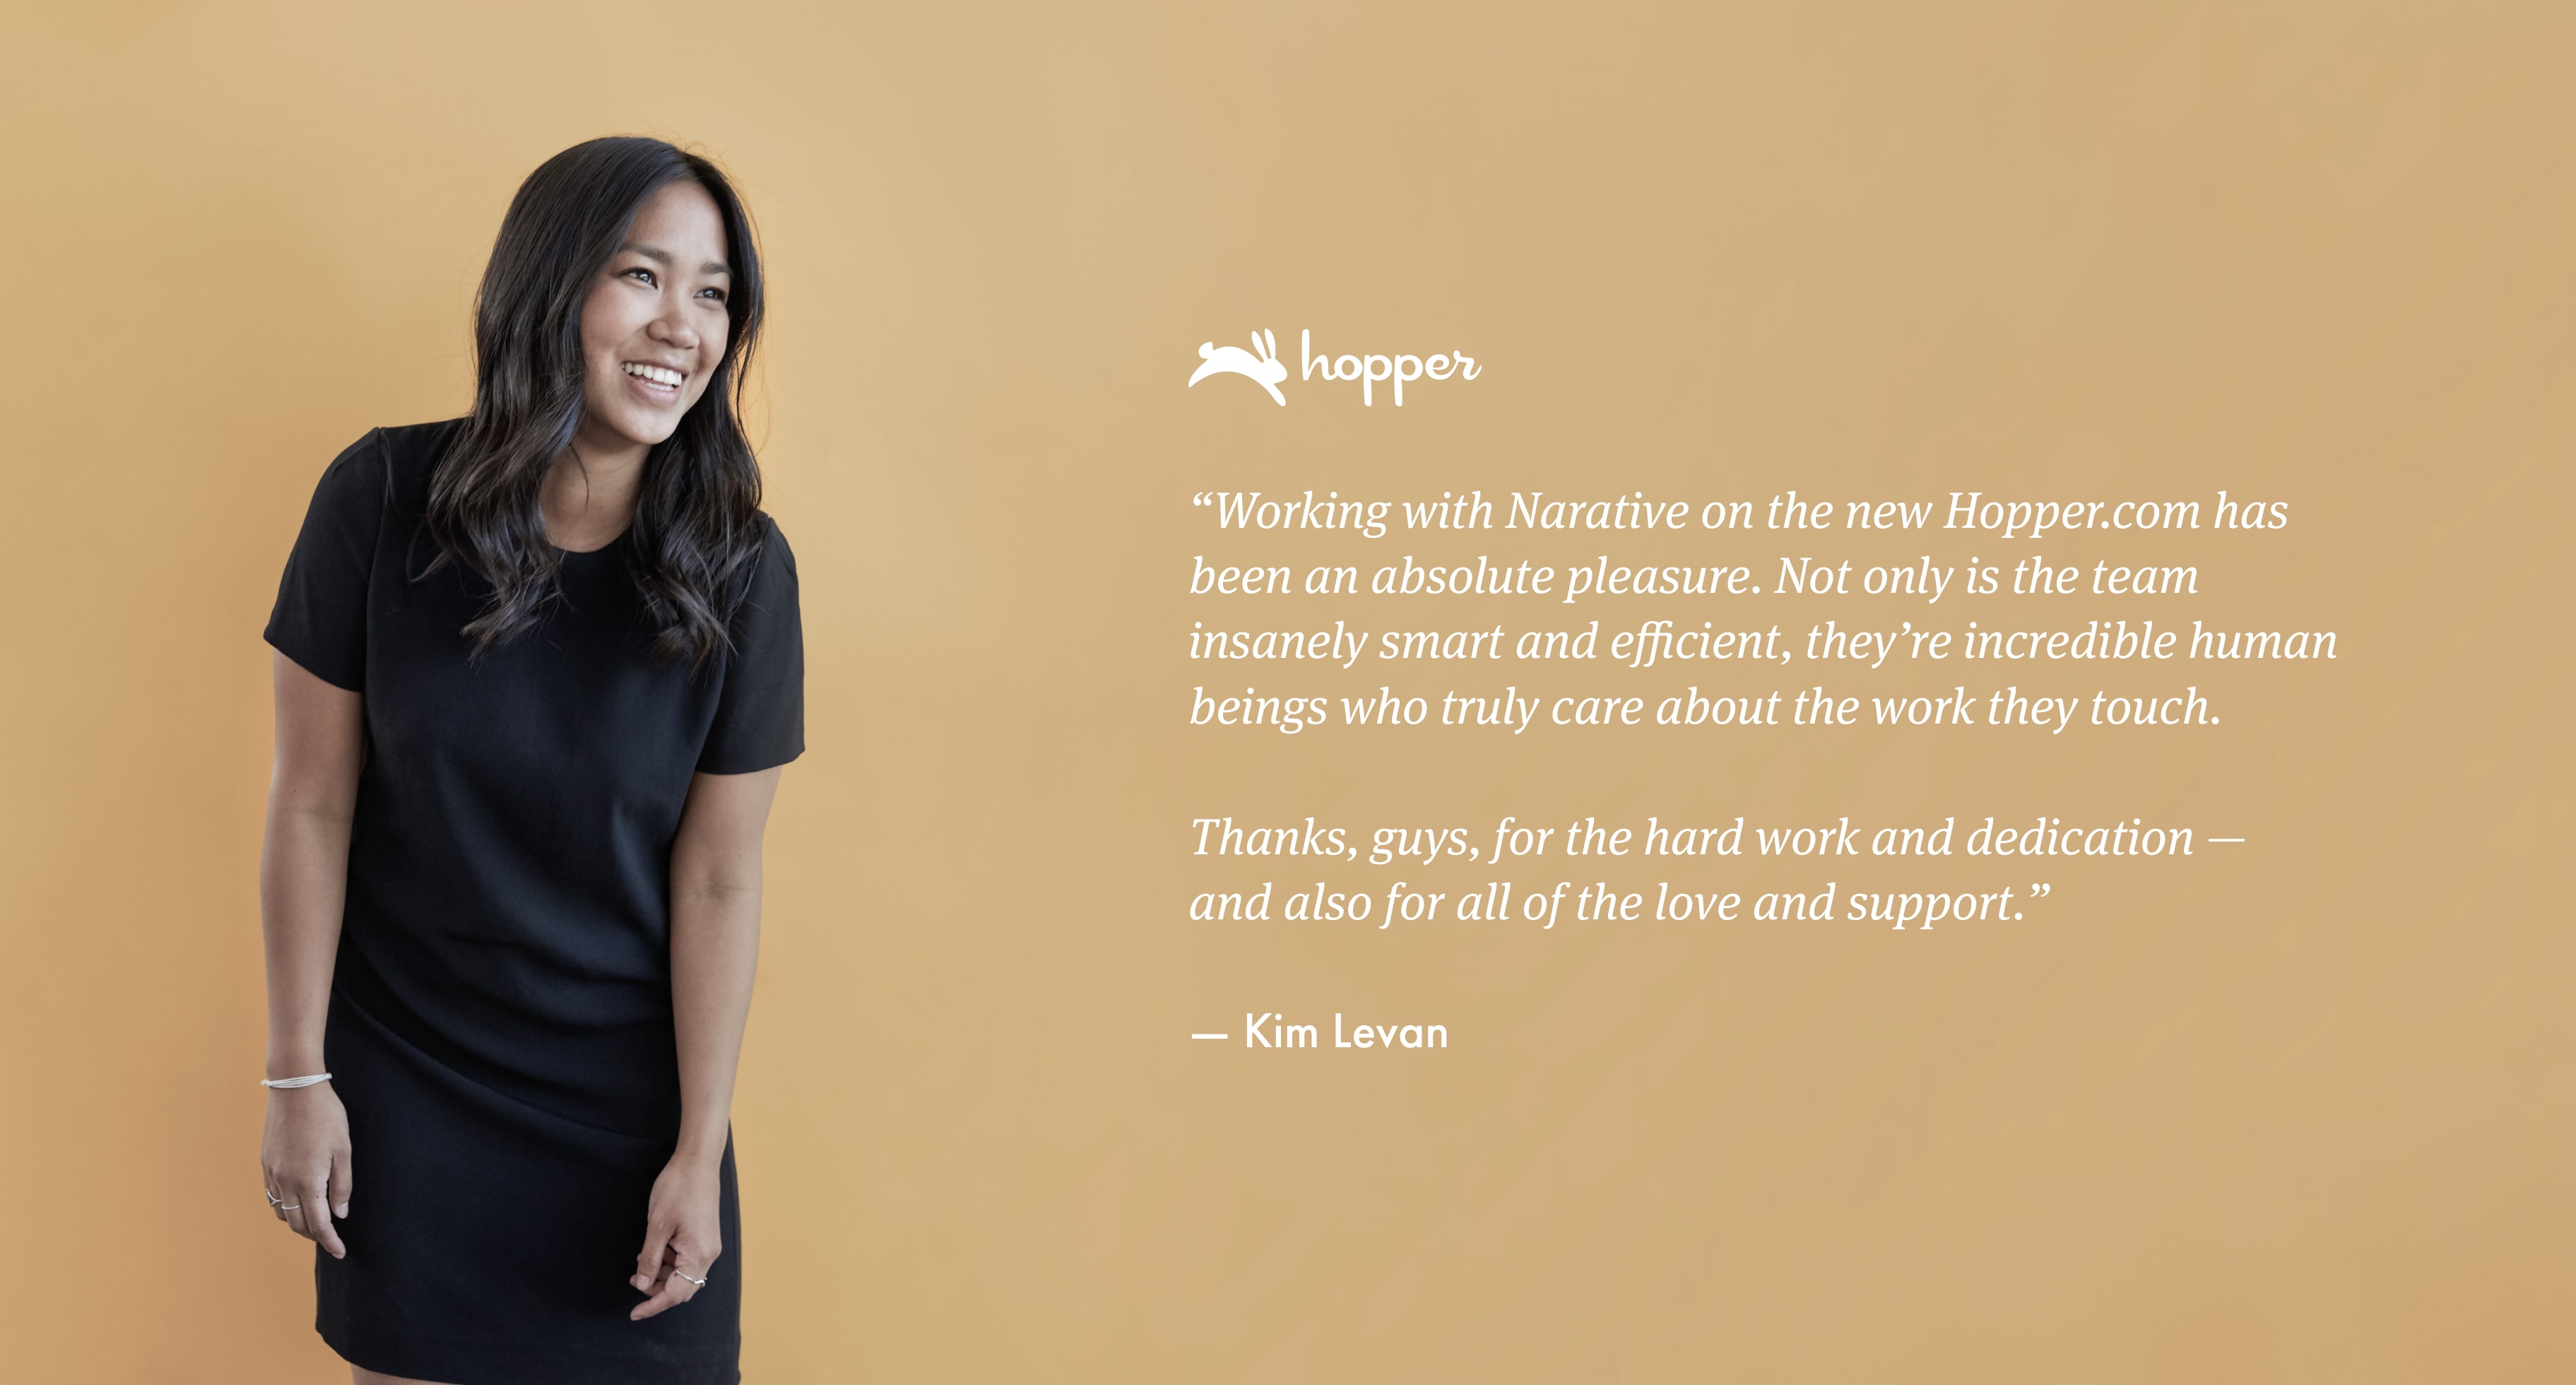 hopper
“Working with Narative on the new Hopper.com has
been an absolute pleasure. Not only is the team
insanely smart and efficient, they’re incredible human
beings who truly care about the work they touch.
Thanks, guys, for the hard work and dedication —
and also for all of the love and support.”
— Kim Levan